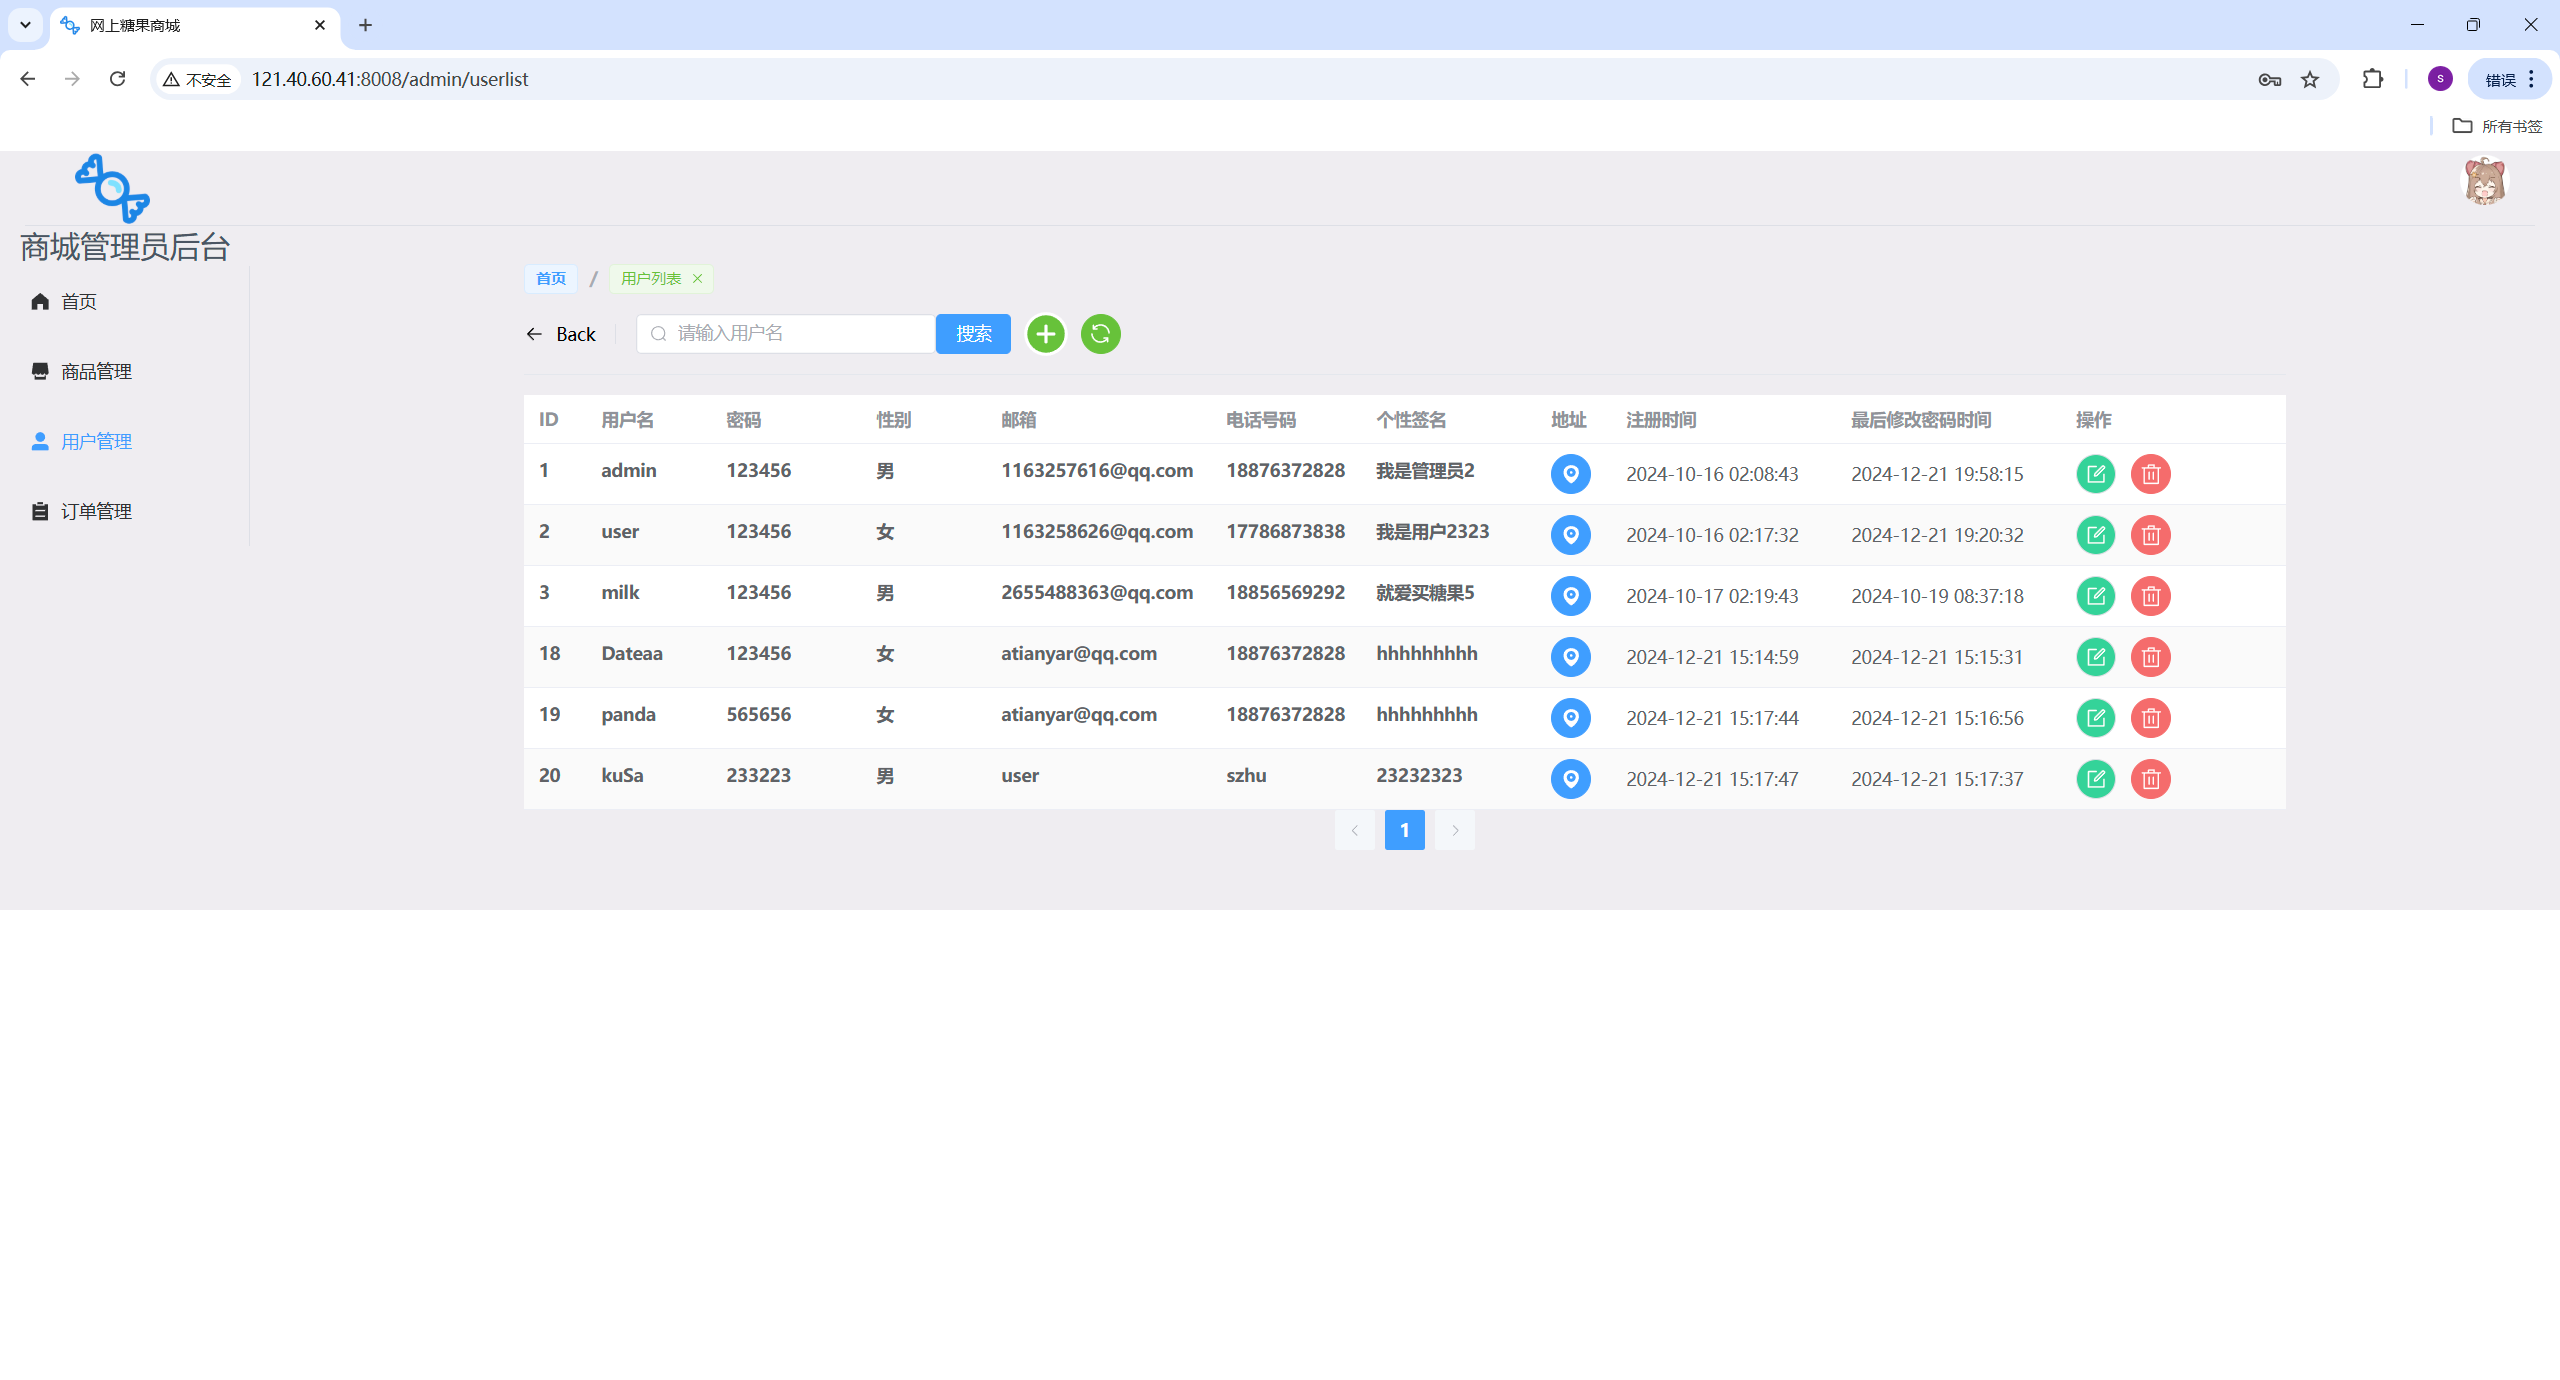 网上糖果商城
不安全 121.40.60.41:8008/admin/userlist
S 错误
所有书签
商城管理员后台
首页
商品管理
用户管理
订单管理
首页 / 用户列表
Back 请输入用户名 搜索
ID 用户名 密码 性别 邮箱 电话号码 个性签名 地址 注册时间 最后修改密码时间 操作
1 admin 123456 男 1163257616@qq.com 18876372828 我是管理员2 2024-10-16 02:08:43 2024-12-21 19:58:15
2 user 123456 女 1163258626@qq.com 17786873838 我是用户2323 2024-10-16 02:17:32 2024-12-21 19:20:32
3 milk 123456 男 2655488363@qq.com 18856569292 就爱买糖果5 2024-10-17 02:19:43 2024-10-19 08:37:18
18 Dateaa 123456 女 atianyar@qq.com 18876372828 hhhhhhhhh 2024-12-21 15:14:59 2024-12-21 15:15:31
19 panda 565656 女 atianyar@qq.com 18876372828 hhhhhhhhh 2024-12-21 15:17:44 2024-12-21 15:16:56
20 kuSa 233223 男 user szhu 23232323 2024-12-21 15:17:47 2024-12-21 15:17:37
1